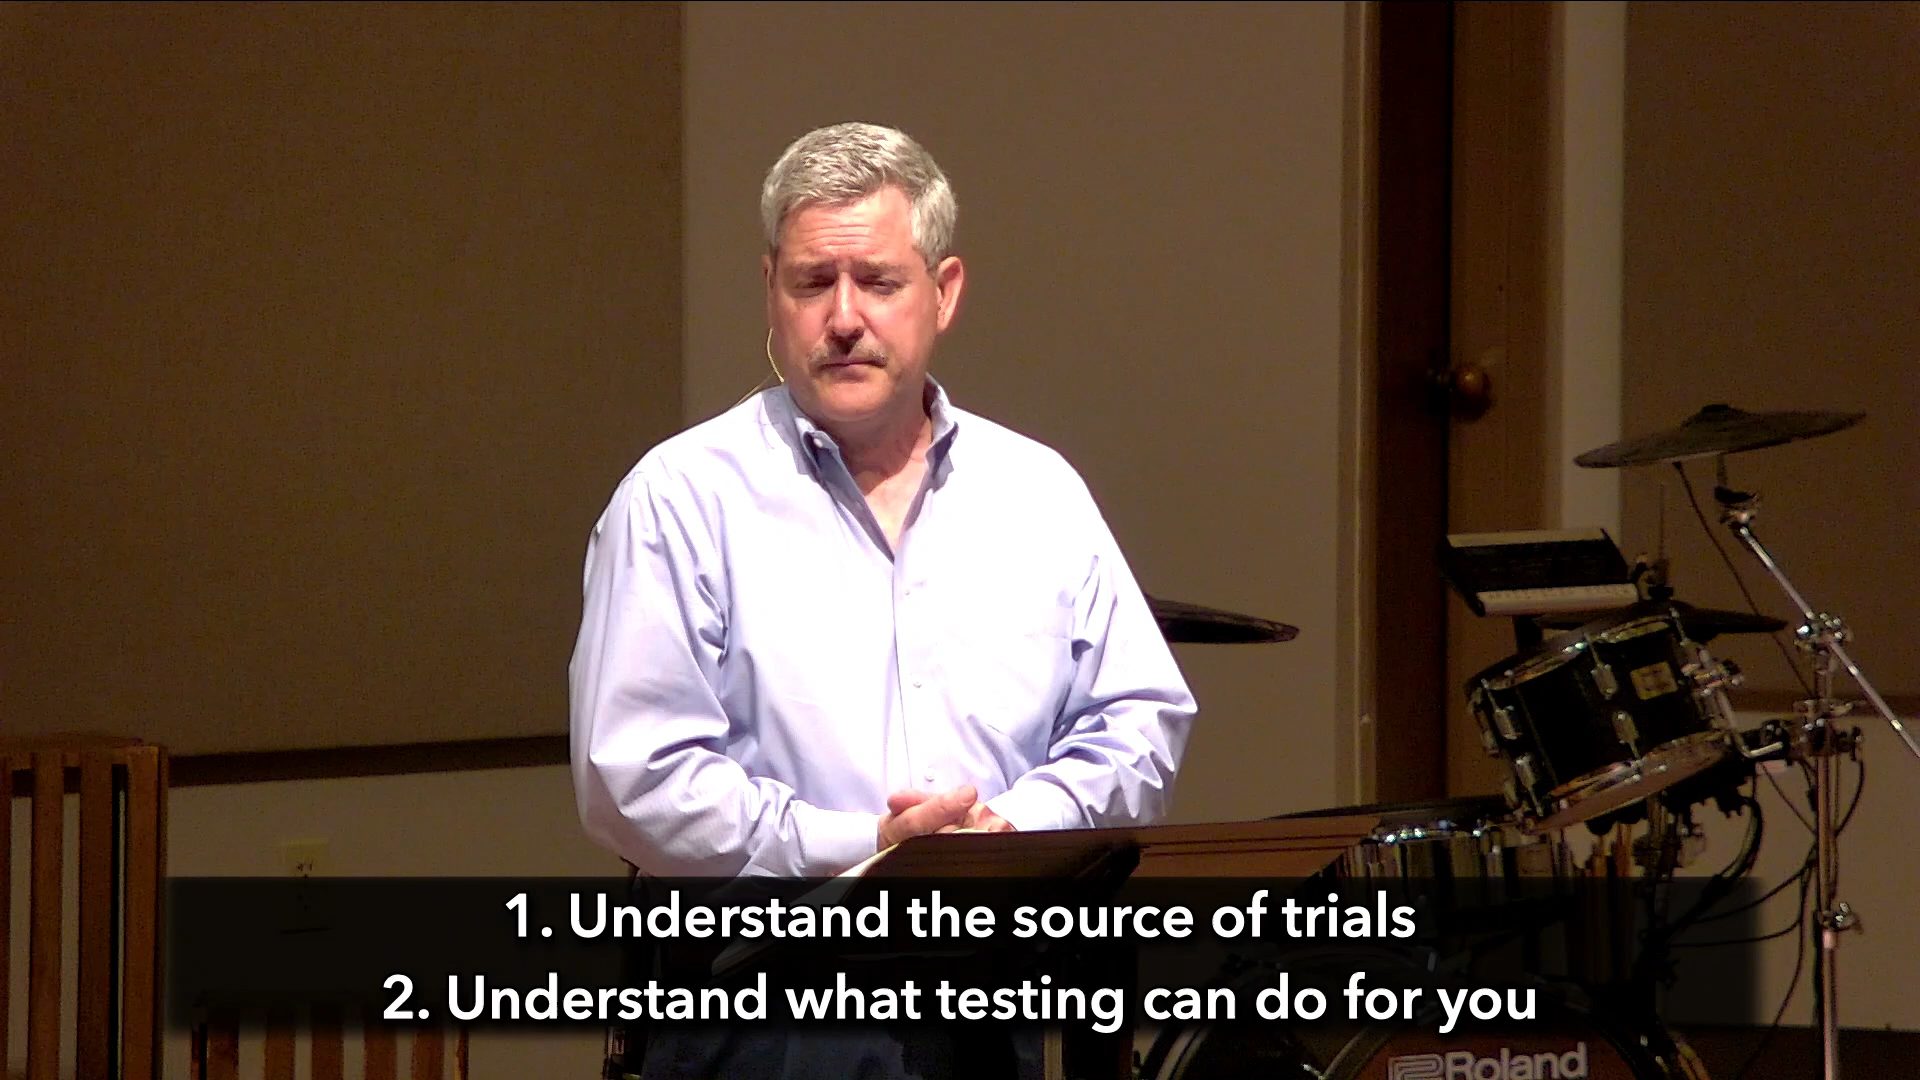 1. Understand the source of trials
2. Understand what testing can do for you
Roland